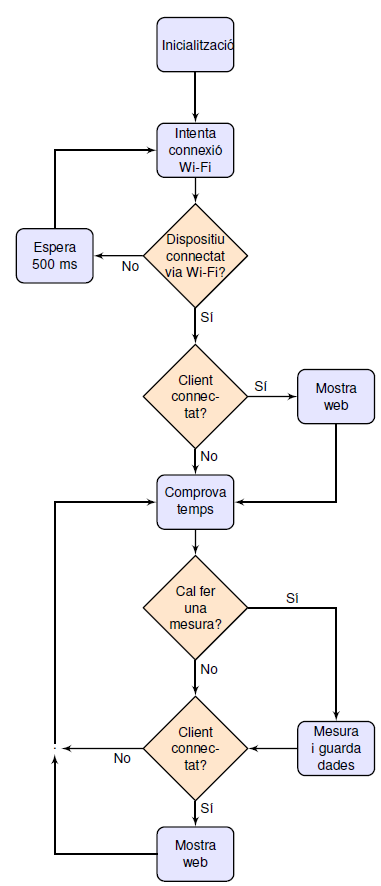 Inicialització
Intenta
connexió
Wi-Fi
Dispositiu
connectat
via Wi-Fi?
Espera
500 ms
No
Sí
Client
connec-
tat?
Sí
Mostra
web
No
Comprova
temps
Cal fer
una
mesura?
Sí
No
Client
connec-
tat?
Mesura
i guarda
dades
No
Sí
Mostra
web